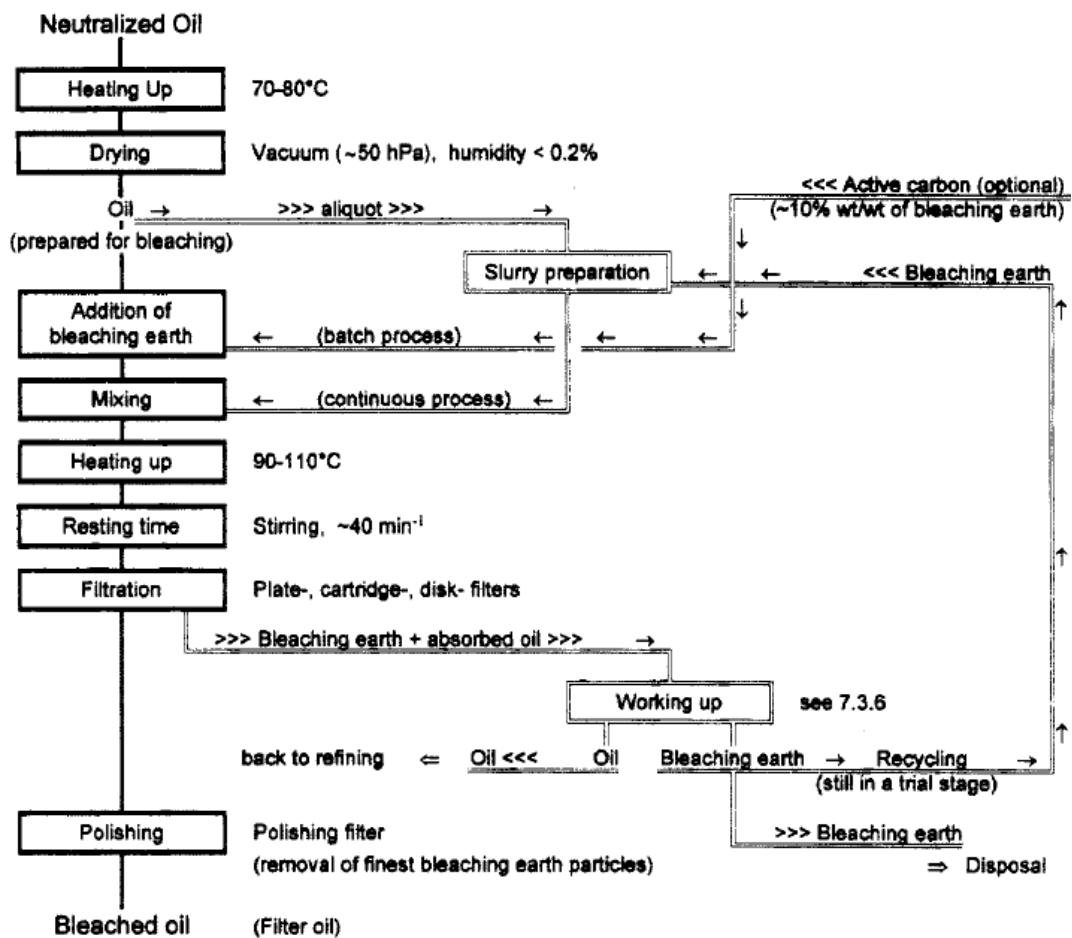 Neutralized Oil
Heating Up 70-80°C
Drying Vacuum (~50 hPa), humidity < 0.2%
<<< Active carbon (optional)
Oil → >>> aliquot >>> →
(~10% wt/wt of bleaching earth)
(prepared for bleaching) ↓
Slurry preparation ← ← <<< Bleaching earth
Addition of
bleaching earth ↓ ↑
← (batch process) ← ← ←
Mixing ← (continuous process) ←
Heating up 90-110°C
Resting time Stirring, ~40 min⁻¹
↑
Filtration Plate-, cartridge-, disk- filters
>>> Bleaching earth + absorbed oil >>> →
Working up see 7.3.6
↑
back to refining ⇐ Oil <<< Oil Bleaching earth → Recycling →
(still in a trial stage)
Polishing Polishing filter >>> Bleaching earth
(removal of finest bleaching earth particles) ⇒ Disposal
Bleached oil (Filter oil)